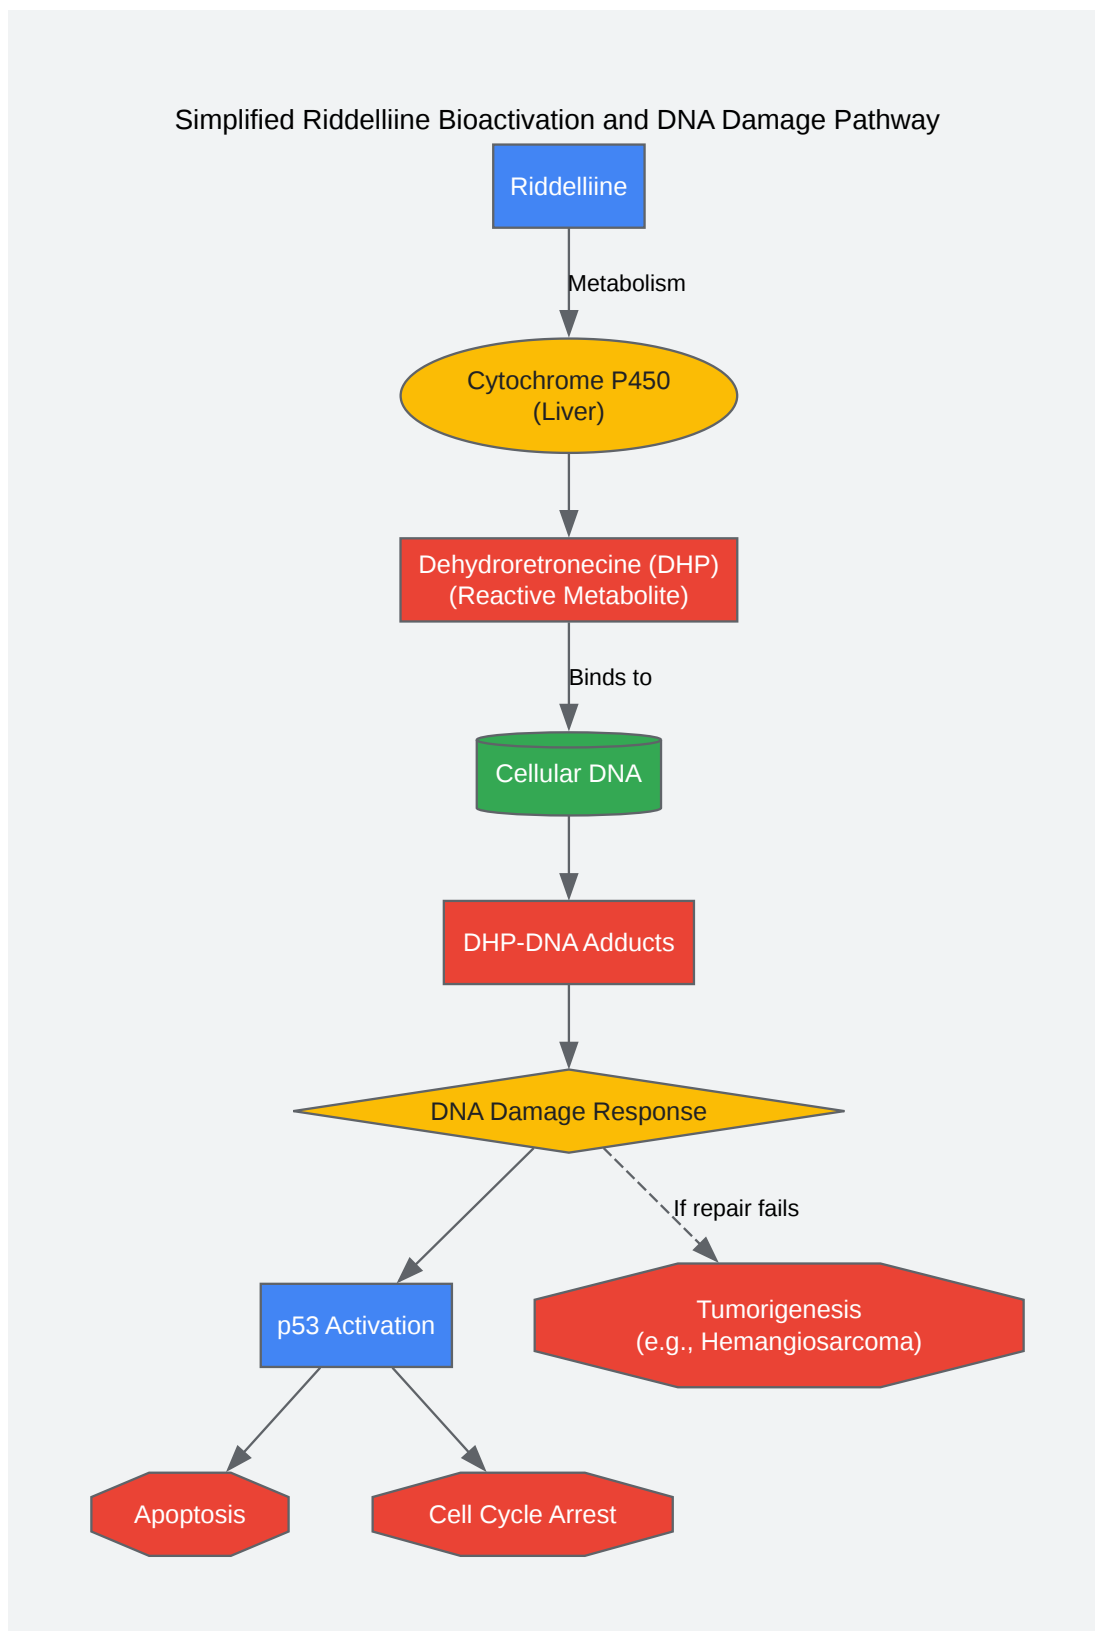 Simplified Riddelliine Bioactivation and DNA Damage Pathway
Riddelliine
Metabolism
Cytochrome P450
(Liver)
Dehydroretronecine (DHP)
(Reactive Metabolite)
Binds to
Cellular DNA
DHP-DNA Adducts
DNA Damage Response
If repair fails
p53 Activation
Tumorigenesis
(e.g., Hemangiosarcoma)
Apoptosis
Cell Cycle Arrest